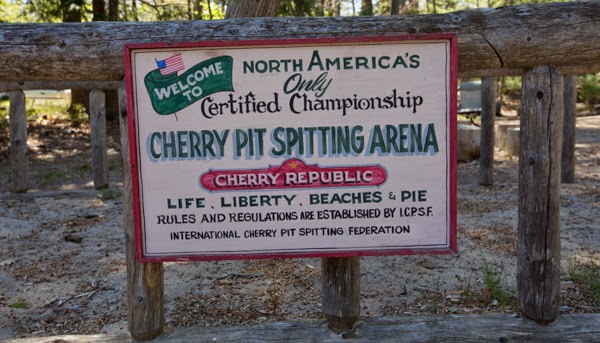 WELCOME
TO
NORTH AMERICA'S
Only
Certified Championship
CHERRY PIT SPITTING ARENA
CHERRY REPUBLIC
LIFE, LIBERTY, BEACHES & PIE
RULES AND REGULATIONS ARE ESTABLISHED BY I.C.P.S.F.
INTERNATIONAL CHERRY PIT SPITTING FEDERATION